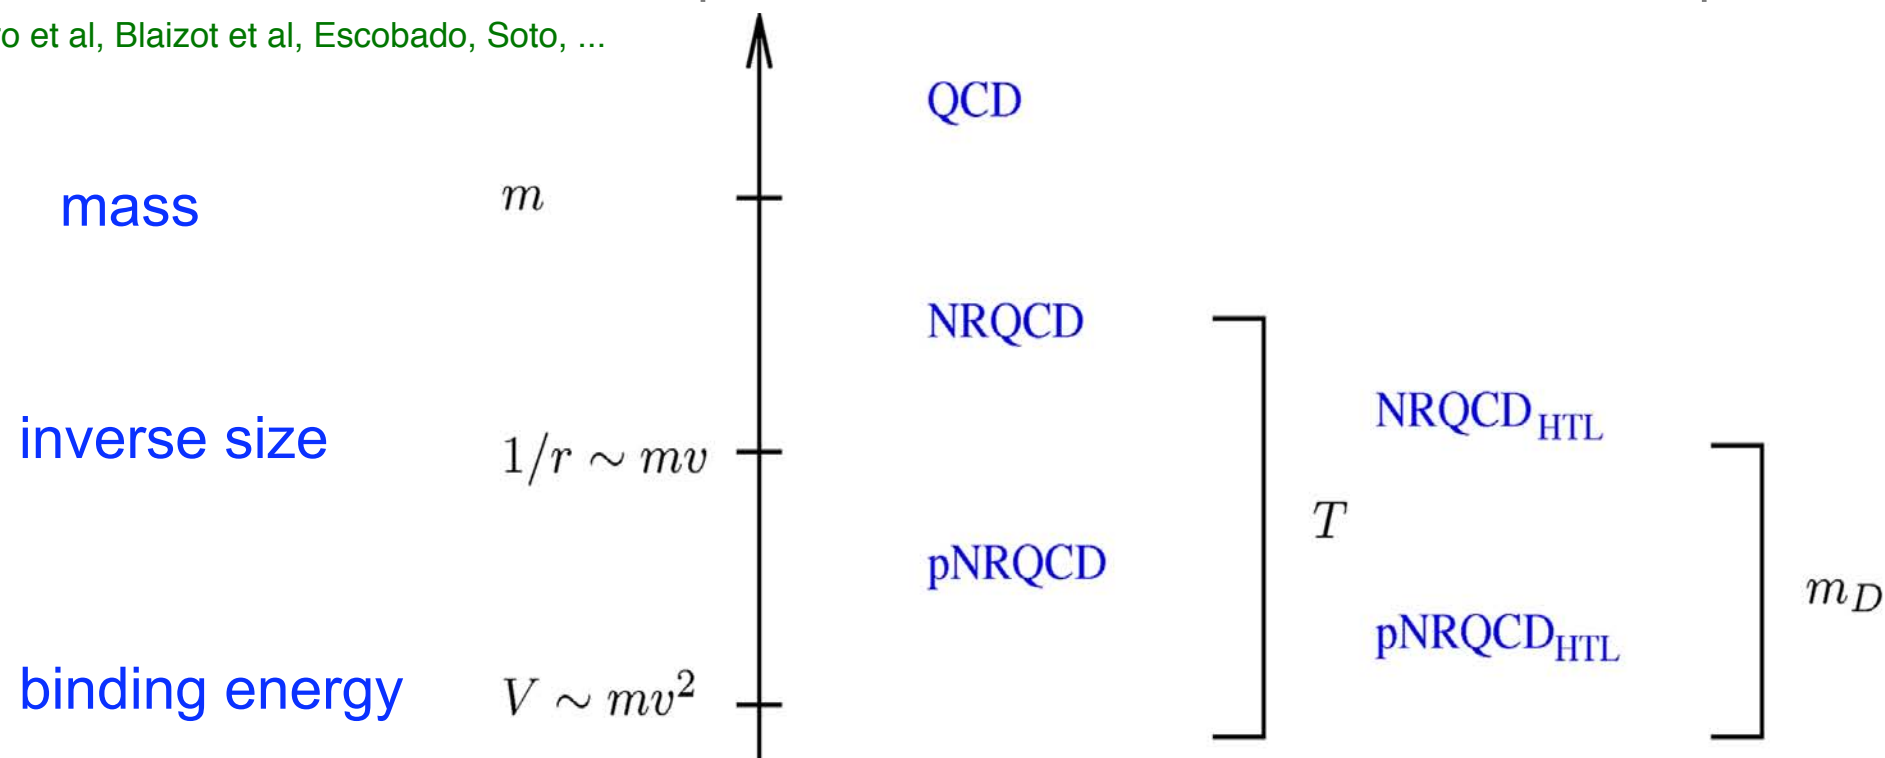 o et al, Blaizot et al, Escobado, Soto, ...
QCD
mass m
NRQCD
NRQCD_HTL
inverse size 1/r ∼ mv
T
pNRQCD
m_D
pNRQCD_HTL
binding energy V ∼ mv²